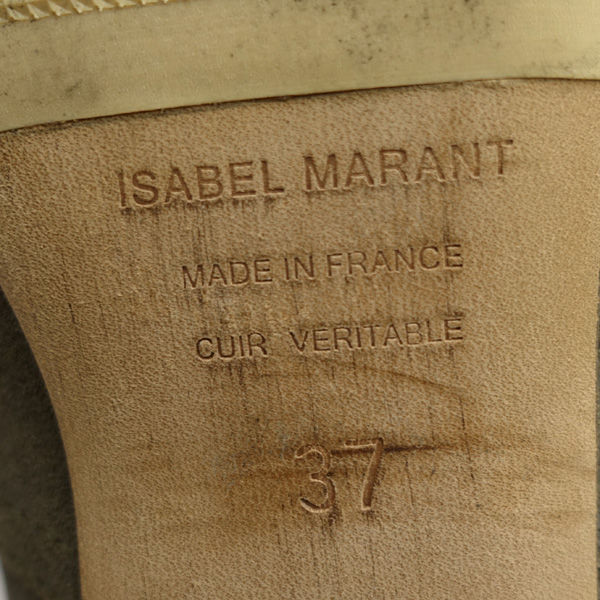 ISABEL MARANT
MADE IN FRANCE
CUIR VERITABLE
37